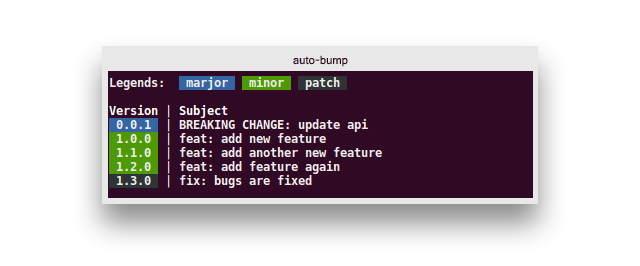 auto-bump
Legends: marjor minor patch
Version | Subject
0.0.1 | BREAKING CHANGE: update api
1.0.0 | feat: add new feature
1.1.0 | feat: add another new feature
1.2.0 | feat: add feature again
1.3.0 | fix: bugs are fixed